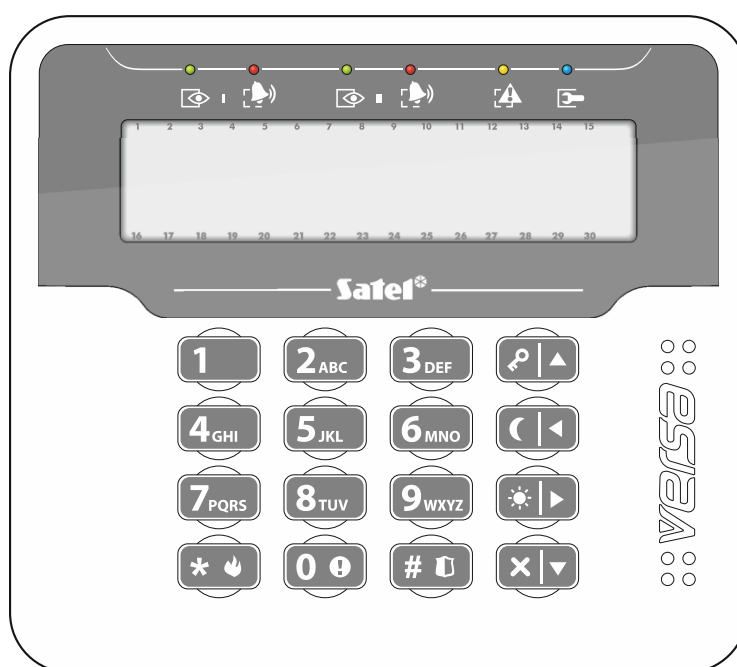 1 2 3 4 5 6 7 8 9 10 11 12 13 14 15
16 17 18 19 20 21 22 23 24 25 26 27 28 29 30
Satel
1 2ABC 3DEF
4GHI 5JKL 6MNO
7PQRS 8TUV 9WXYZ
* 0 #
versa